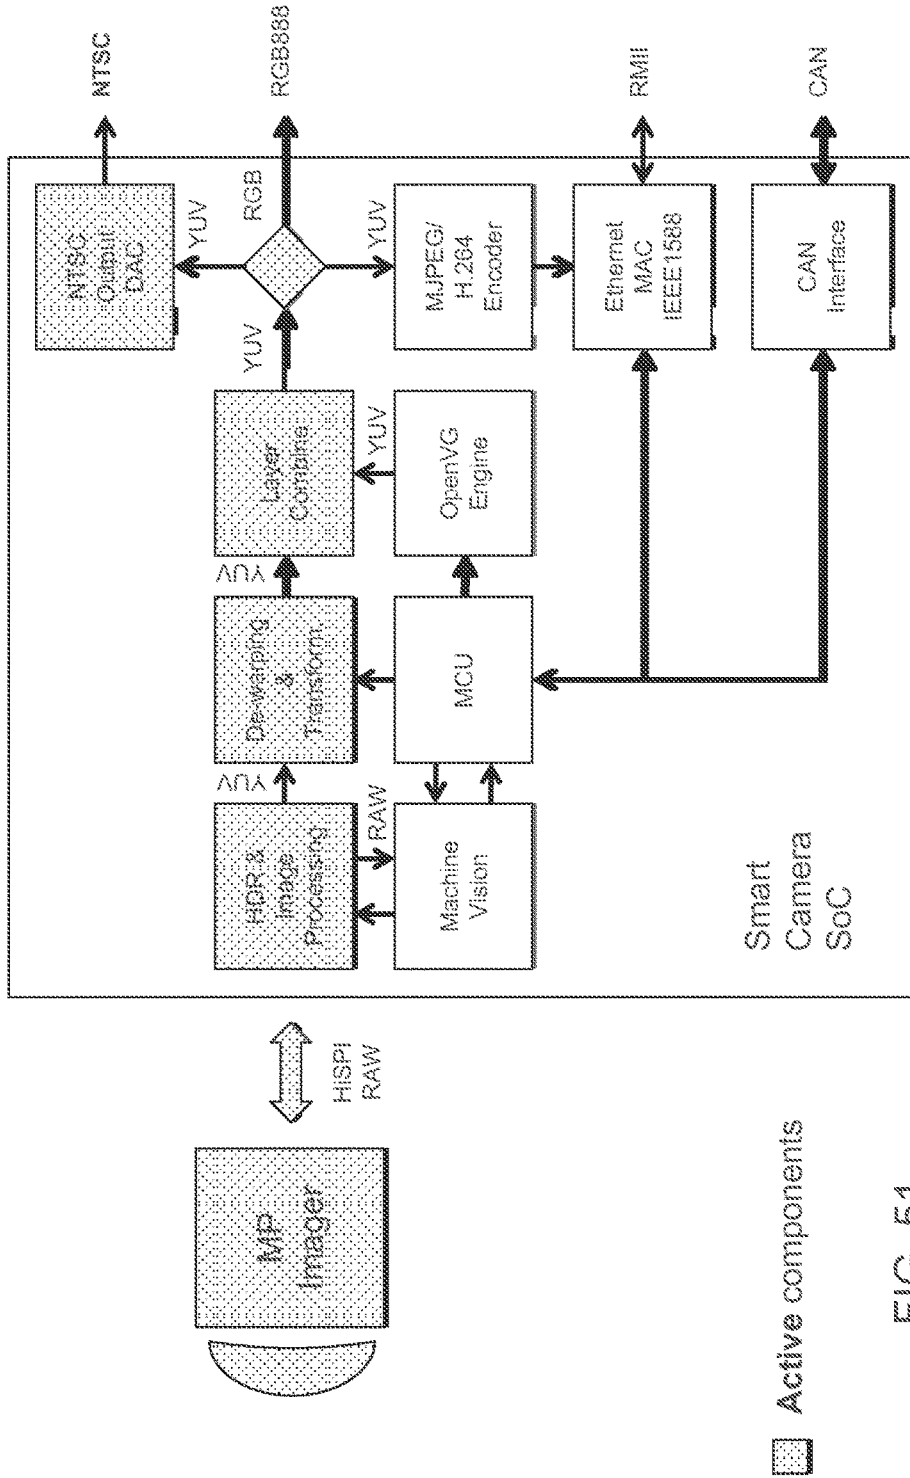 MP
Imager
HiSPI
RAW
HDR &
Image
Processing
YUV
De-warping
&
Transform
YUV
Layer
Combine
YUV
NTSC
Output
DAC
YUV
NTSC
RGB
RGB888
RAW
Machine
Vision
MCU
OpenVG
Engine
YUV
YUV
MJPEG/
H.264
Encoder
Ethernet
MAC
IEEE1588
RMII
CAN
Interface
CAN
Smart
Camera
SoC
Active components
FIG. 51